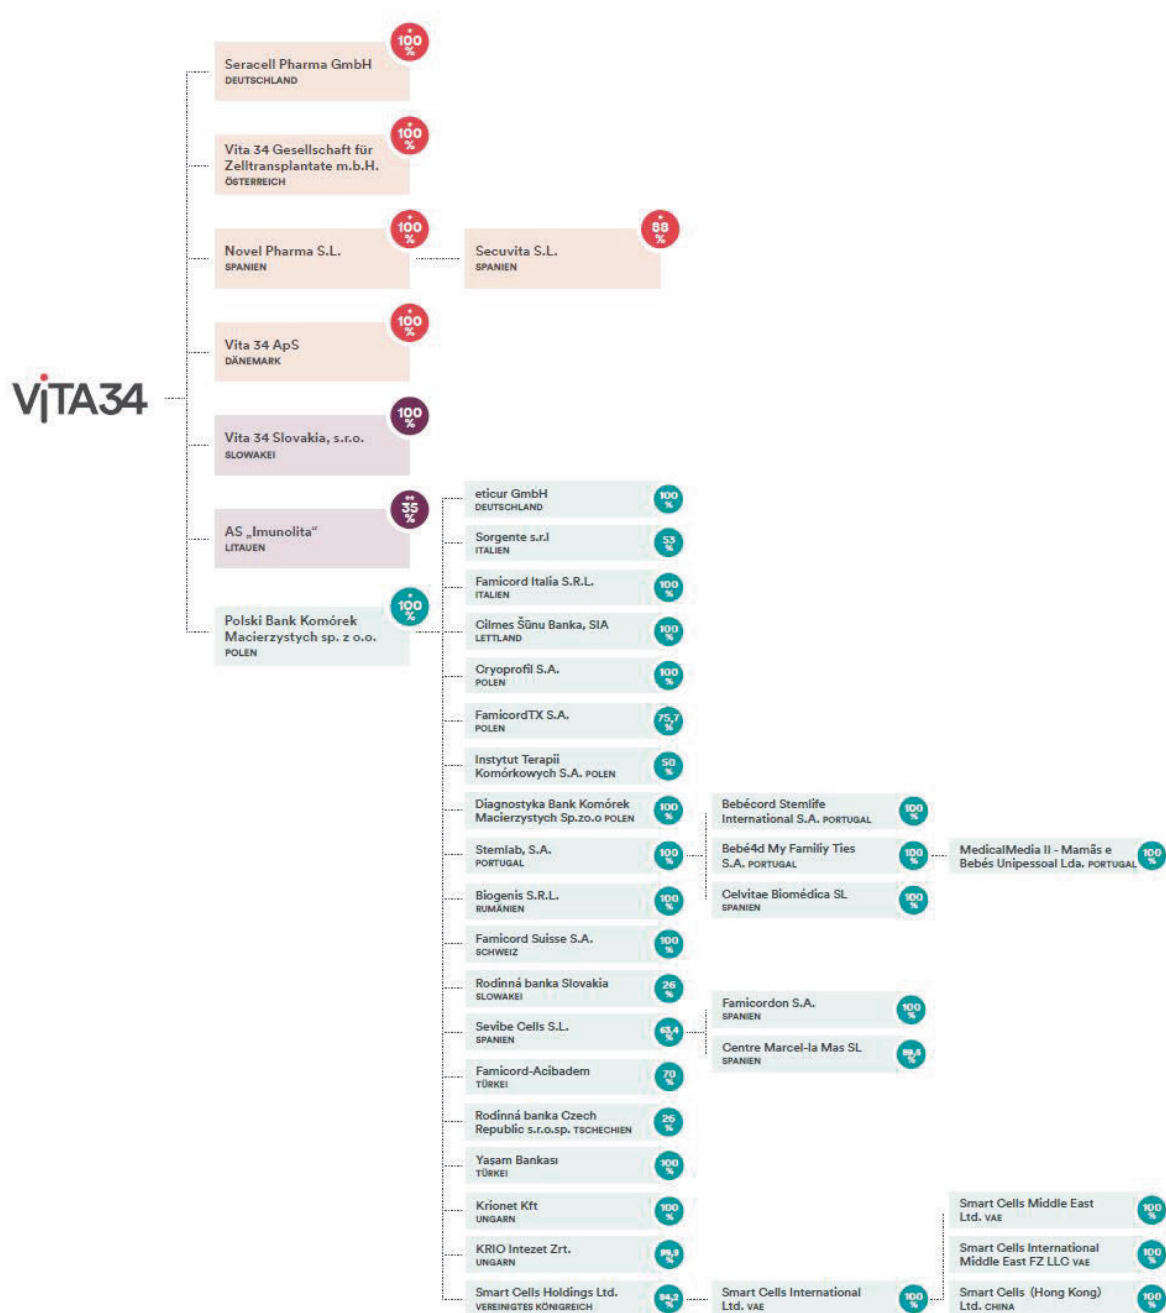 ViTA34
*
100
%
Seracell Pharma GmbH
DEUTSCHLAND
*
100
%
Vita 34 Gesellschaft für
Zelltransplantate m.b.H.
ÖSTERREICH
*
100
%
Novel Pharma S.L.
SPANIEN
*
88
%
Secuvita S.L.
SPANIEN
*
100
%
Vita 34 ApS
DÄNEMARK
100
%
Vita 34 Slovakia, s.r.o.
SLOWAKEI
**
35
%
AS „Imunolita“
LITAUEN
*
100
%
Polski Bank Komórek
Macierzystych sp. z o.o.
POLEN
eticur GmbH
DEUTSCHLAND
100
%
Sorgente s.r.l
ITALIEN
53
%
Famicord Italia S.R.L.
ITALIEN
100
%
Cilmes Šūnu Banka, SIA
LETTLAND
100
%
Cryoprofil S.A.
POLEN
100
%
FamicordTX S.A.
POLEN
75,7
%
Instytut Terapii
Komórkowych S.A. POLEN
50
%
Diagnostyka Bank Komórek
Macierzystych Sp.zo.o POLEN
100
%
Stemlab, S.A.
PORTUGAL
100
%
Bebécord Stemlife
International S.A. PORTUGAL
100
%
Bebé4d My Familiy Ties
S.A. PORTUGAL
100
%
MedicalMedia II - Mamãs e
Bebés Unipessoal Lda. PORTUGAL
100
%
Celvitae Biomédica SL
SPANIEN
100
%
Biogenis S.R.L.
RUMÄNIEN
100
%
Famicord Suisse S.A.
SCHWEIZ
100
%
Rodinná banka Slovakia
SLOWAKEI
26
%
Sevibe Cells S.L.
SPANIEN
63,4
%
Famicordon S.A.
SPANIEN
100
%
Centre Marcel-la Mas SL
SPANIEN
%
Famicord-Acibadem
TÜRKEI
70
%
Rodinná banka Czech
Republic s.r.o.sp. TSCHECHIEN
26
%
Yaşam Bankası
TÜRKEI
100
%
Krionet Kft
UNGARN
100
%
KRIO Intezet Zrt.
UNGARN
99,9
%
Smart Cells Holdings Ltd.
VEREINIGTES KÖNIGREICH
94,2
%
Smart Cells International
Ltd. VAE
100
%
Smart Cells Middle East
Ltd. VAE
100
%
Smart Cells International
Middle East FZ LLC VAE
100
%
Smart Cells (Hong Kong)
Ltd. CHINA
100
%